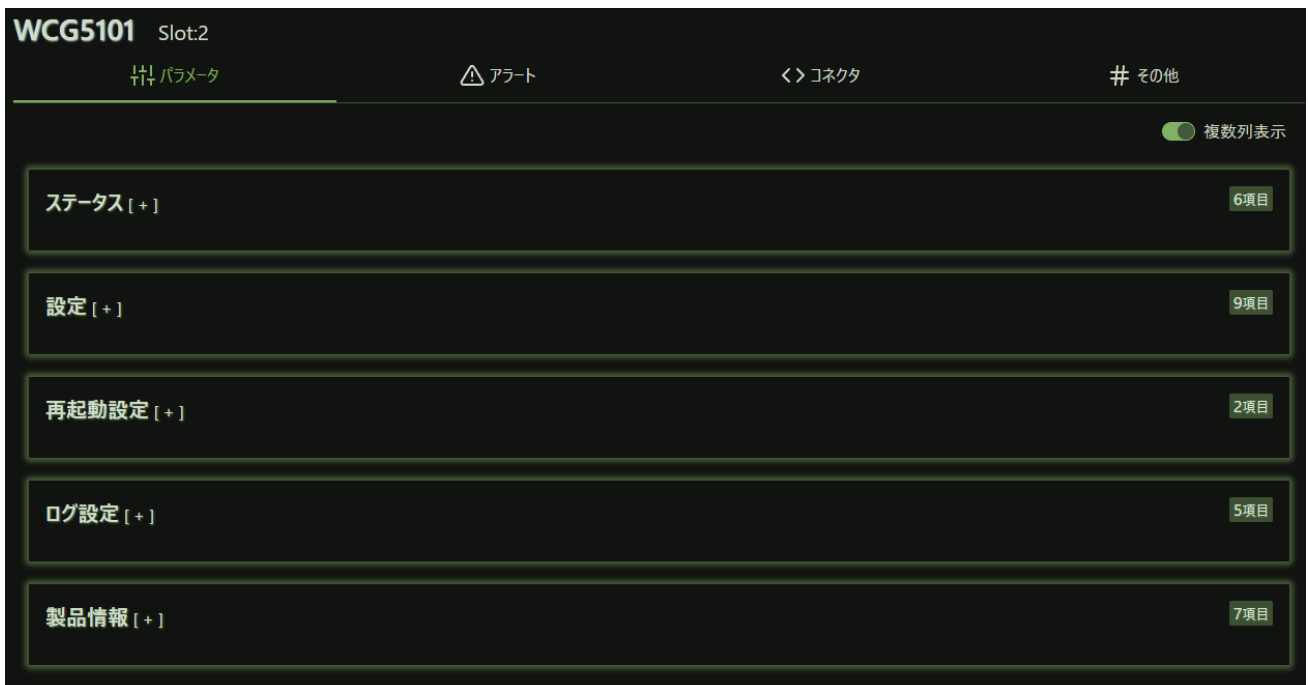 WCG5101 Slot:2
パラメータ アラート コネクタ # その他
複数列表示
ステータス [ + ] 6項目
設定 [ + ] 9項目
再起動設定 [ + ] 2項目
ログ設定 [ + ] 5項目
製品情報 [ + ] 7項目